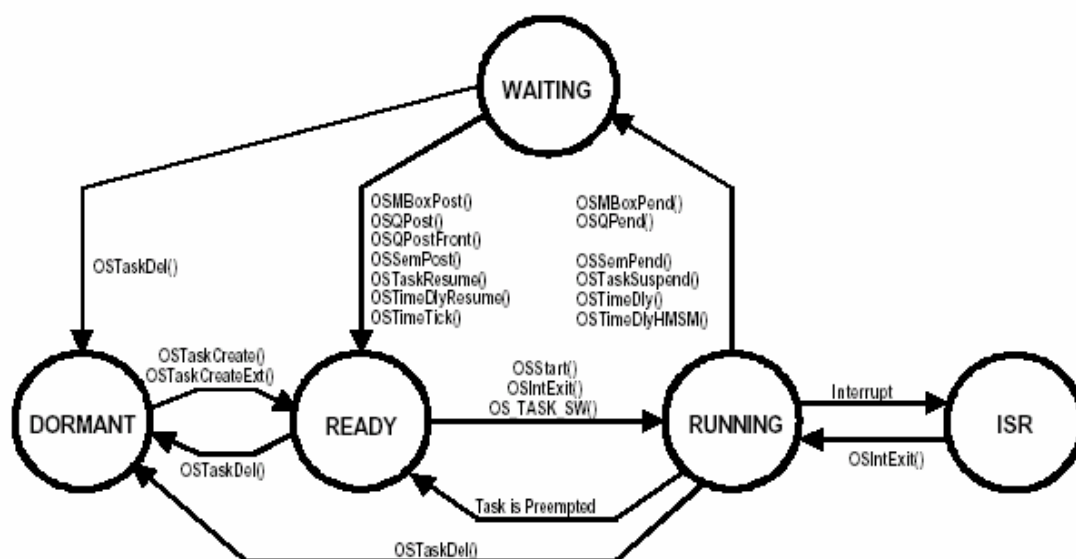 WAITING
OSMBoxPost()
OSQPost()
OSQPostFront()
OSSemPost()
OSTaskResume()
OSTimeDlyResume()
OSTimeTick()
OSMBoxPend()
OSQPend()
OSSemPend()
OSTaskSuspend()
OSTimeDly()
OSTimeDlyHMSM()
OSTaskDel()
OSTaskCreate()
OSTaskCreateExt()
OSStart()
OSIntExit()
OS_TASK_SW()
Interrupt
DORMANT
READY
RUNNING
ISR
OSTaskDel()
OSIntExit()
Task is Preempted
OSTaskDel()